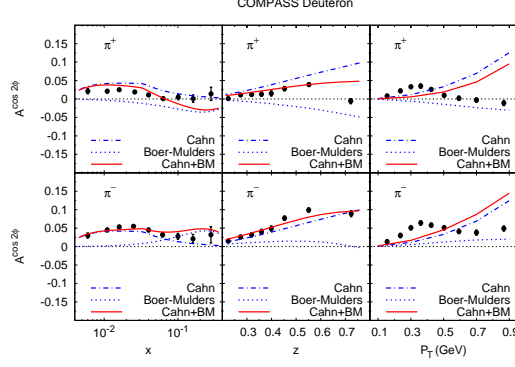 COMPASS Deuteron
π+ π+ π+
0.15
0.1
0.05
0
-0.05
-0.1
-0.15
A^cos 2ϕ
Cahn Cahn Cahn
Boer-Mulders Boer-Mulders Boer-Mulders
Cahn+BM Cahn+BM Cahn+BM
π− π− π−
0.15
0.1
0.05
0
-0.05
-0.1
-0.15
A^cos 2ϕ
Cahn Cahn Cahn
Boer-Mulders Boer-Mulders Boer-Mulders
Cahn+BM Cahn+BM Cahn+BM
10^-2 10^-1 0.3 0.4 0.5 0.6 0.7 0.1 0.3 0.5 0.7 0.9
x z P_T (GeV)